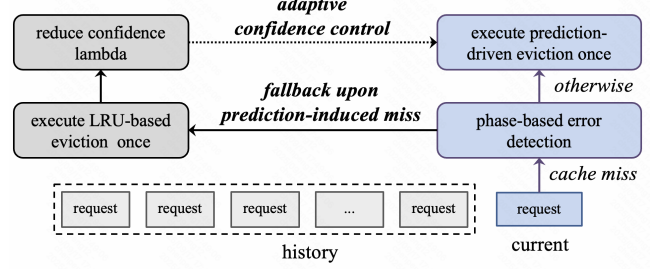 adaptive
confidence control
reduce confidence
lambda
execute prediction-
driven eviction once
otherwise
fallback upon
prediction-induced miss
execute LRU-based
eviction once
phase-based error
detection
cache miss
request
request
request
...
request
request
history
current